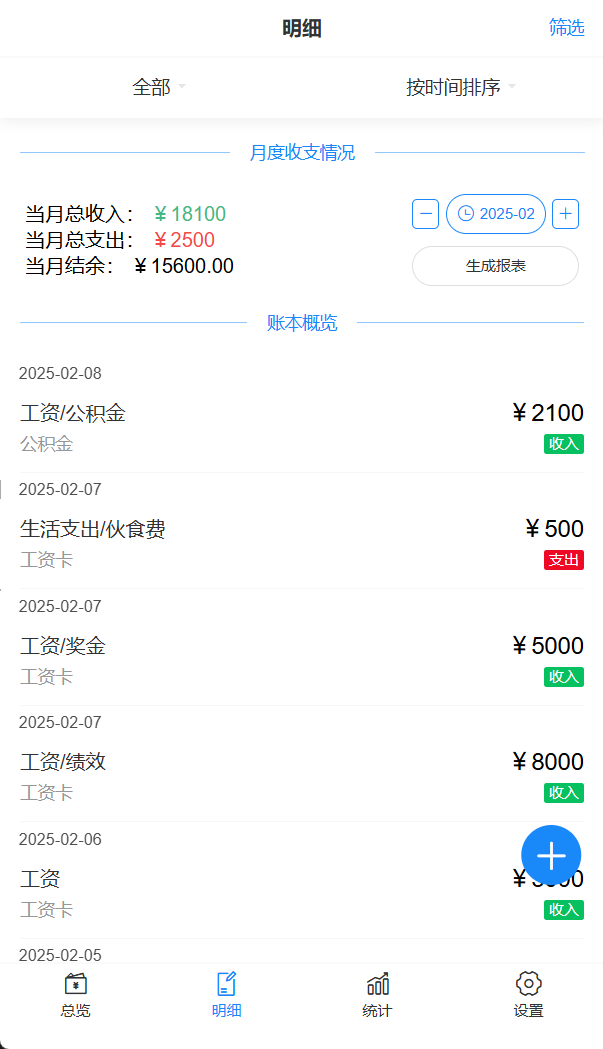 明细
筛选
全部
按时间排序
月度收支情况
当月总收入： ￥18100
当月总支出： ￥2500
当月结余： ￥15600.00
2025-02
生成报表
账本概览
2025-02-08
工资/公积金
￥2100
公积金
收入
2025-02-07
生活支出/伙食费
￥500
工资卡
支出
2025-02-07
工资/奖金
￥5000
工资卡
收入
2025-02-07
工资/绩效
￥8000
工资卡
收入
2025-02-06
工资
工资卡
收入
2025-02-05
总览
明细
统计
设置